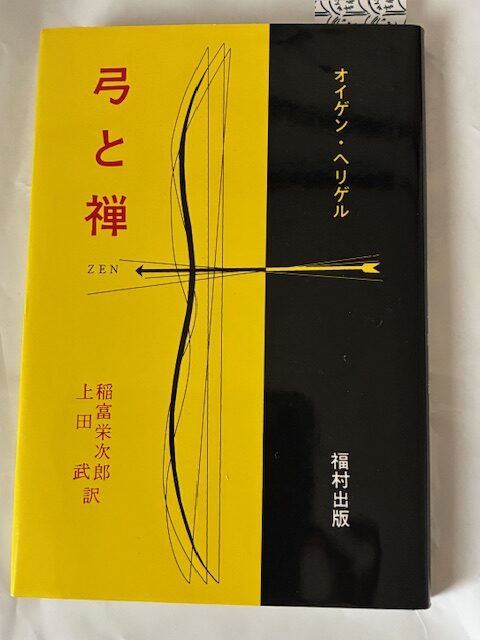 オイゲン・ヘリゲル
弓と禅
ZEN
稲富栄次郎
上田 武 訳
福村出版